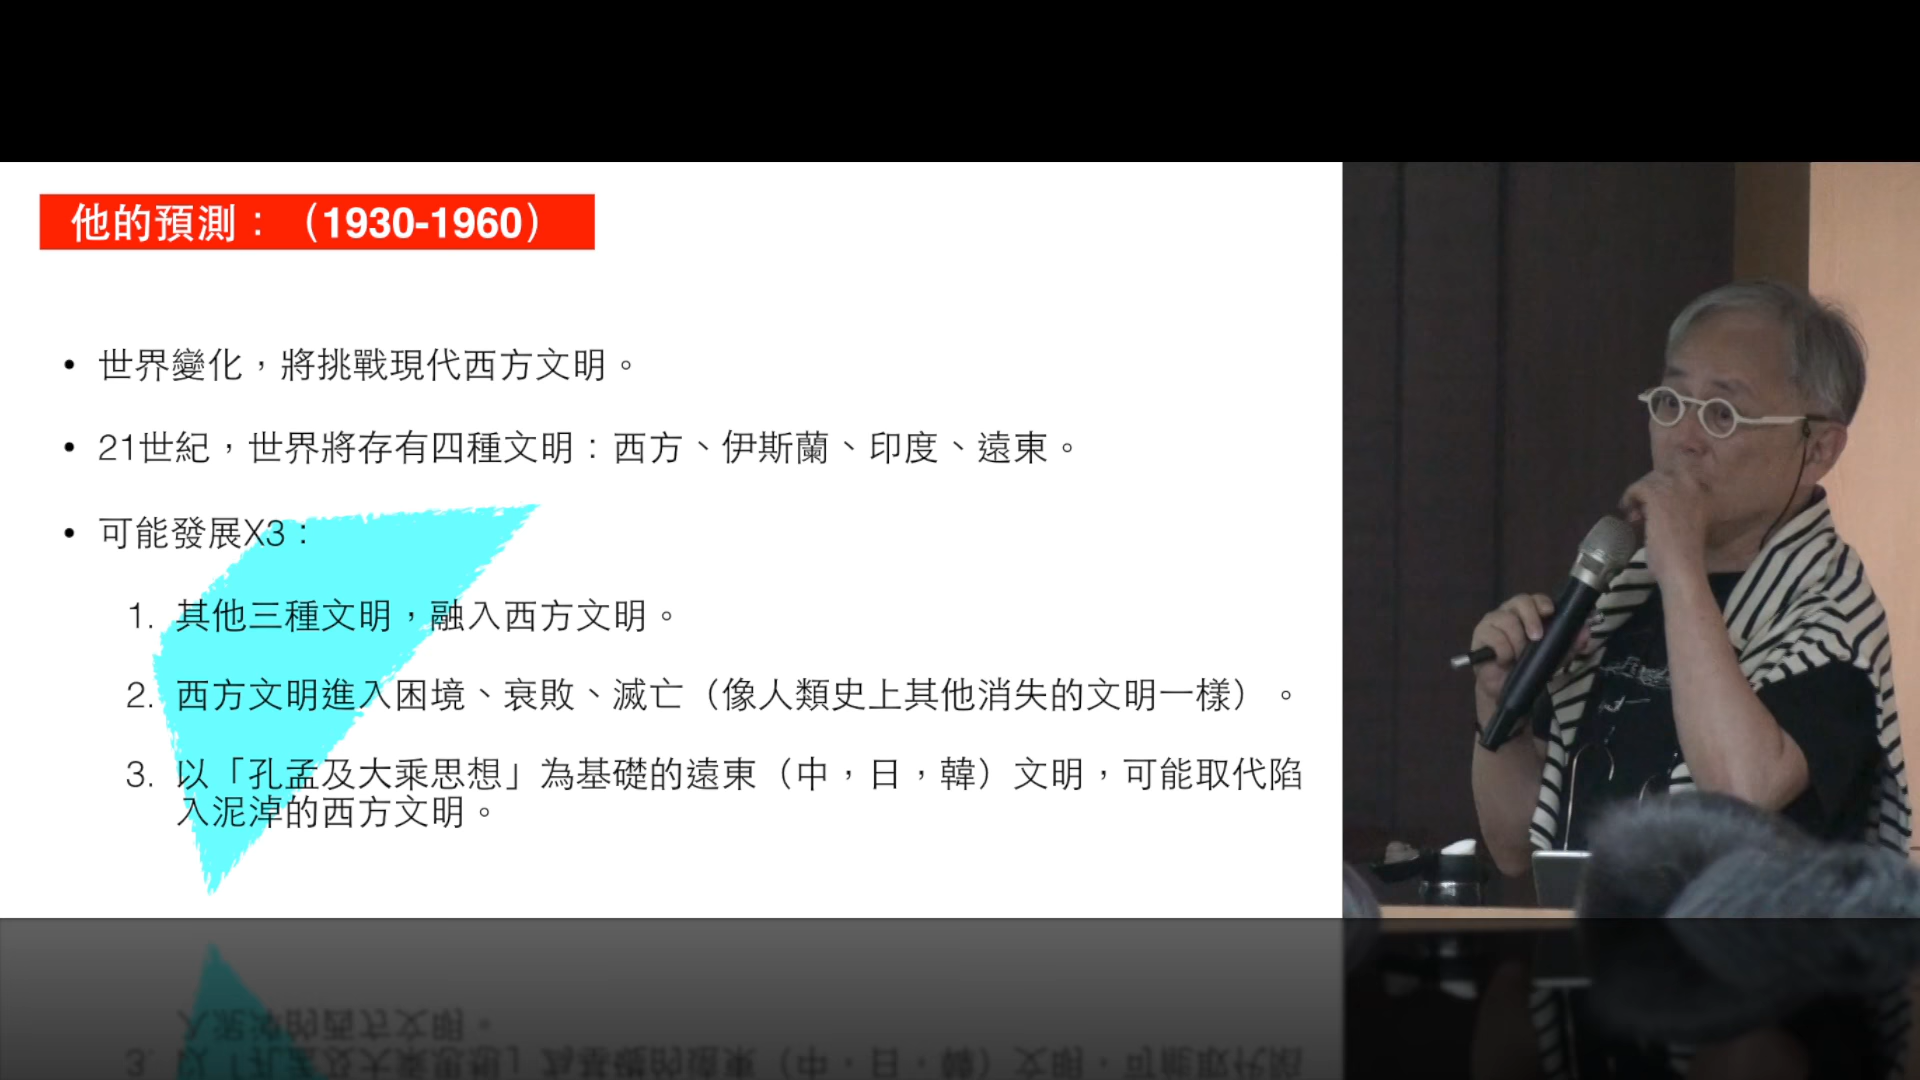 他的預測：（1930-1960）
• 世界變化，將挑戰現代西方文明。
• 21世紀，世界將存有四種文明：西方、伊斯蘭、印度、遠東。
• 可能發展X3：
1. 其他三種文明，融入西方文明。
2. 西方文明進入困境、衰敗、滅亡（像人類史上其他消失的文明一樣）。
3. 以「孔孟及大乘思想」為基礎的遠東（中，日，韓）文明，可能取代陷
入泥淖的西方文明。